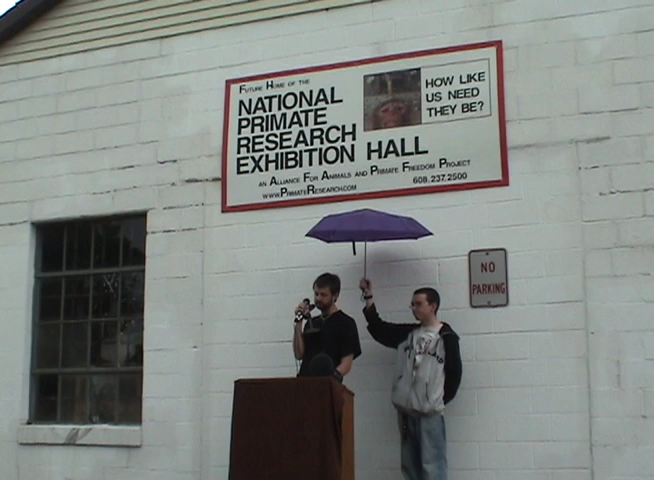 FUTURE HOME OF THE
NATIONAL
PRIMATE
RESEARCH
EXHIBITION HALL
HOW LIKE
US NEED
THEY BE?
AN ALLIANCE FOR ANIMALS AND PRIMATE FREEDOM PROJECT
WWW.PRIMATERESEARCH.COM
608.237.2500
NO
PARKING